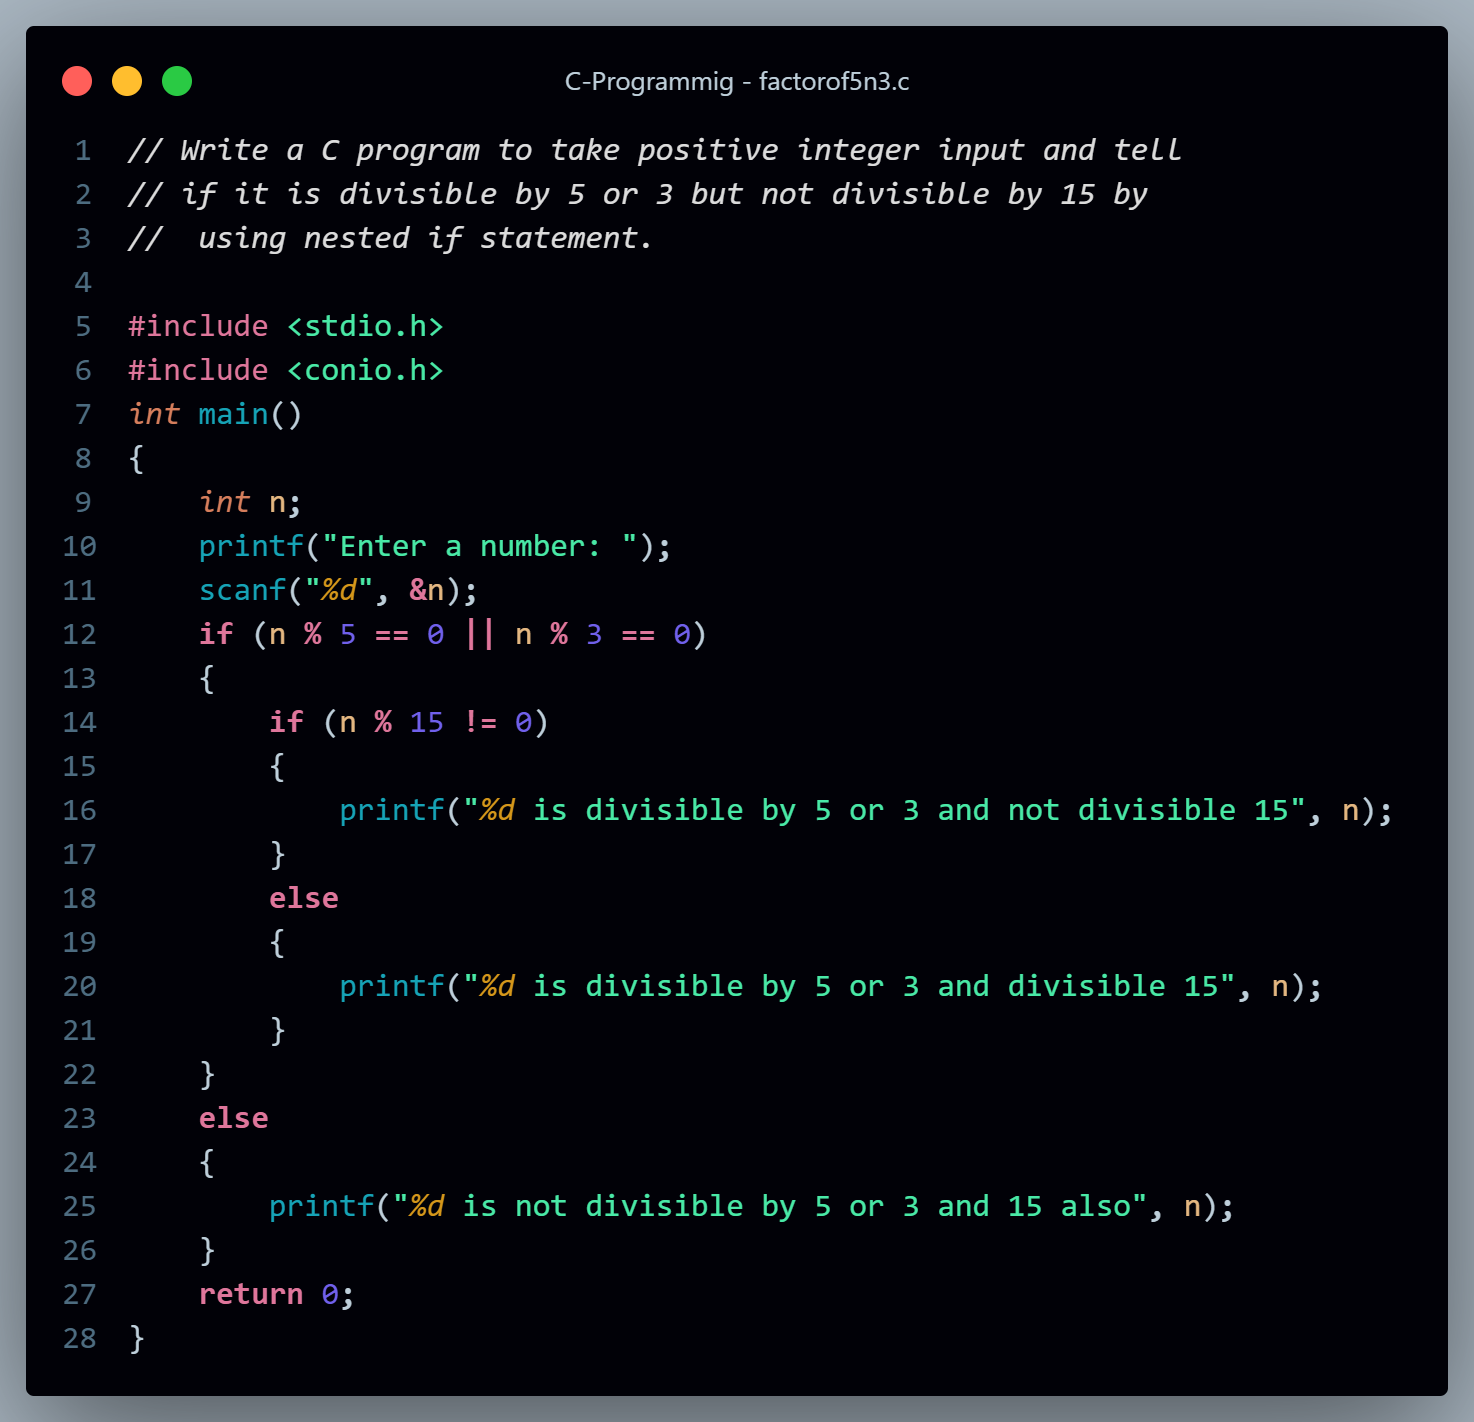 C-Programmig - factorof5n3.c
1 // Write a C program to take positive integer input and tell
2 // if it is divisible by 5 or 3 but not divisible by 15 by
3 //  using nested if statement.
4
5 #include <stdio.h>
6 #include <conio.h>
7 int main()
8 {
9     int n;
10     printf("Enter a number: ");
11     scanf("%d", &n);
12     if (n % 5 == 0 || n % 3 == 0)
13     {
14         if (n % 15 != 0)
15         {
16             printf("%d is divisible by 5 or 3 and not divisible 15", n);
17         }
18         else
19         {
20             printf("%d is divisible by 5 or 3 and divisible 15", n);
21         }
22     }
23     else
24     {
25         printf("%d is not divisible by 5 or 3 and 15 also", n);
26     }
27     return 0;
28 }